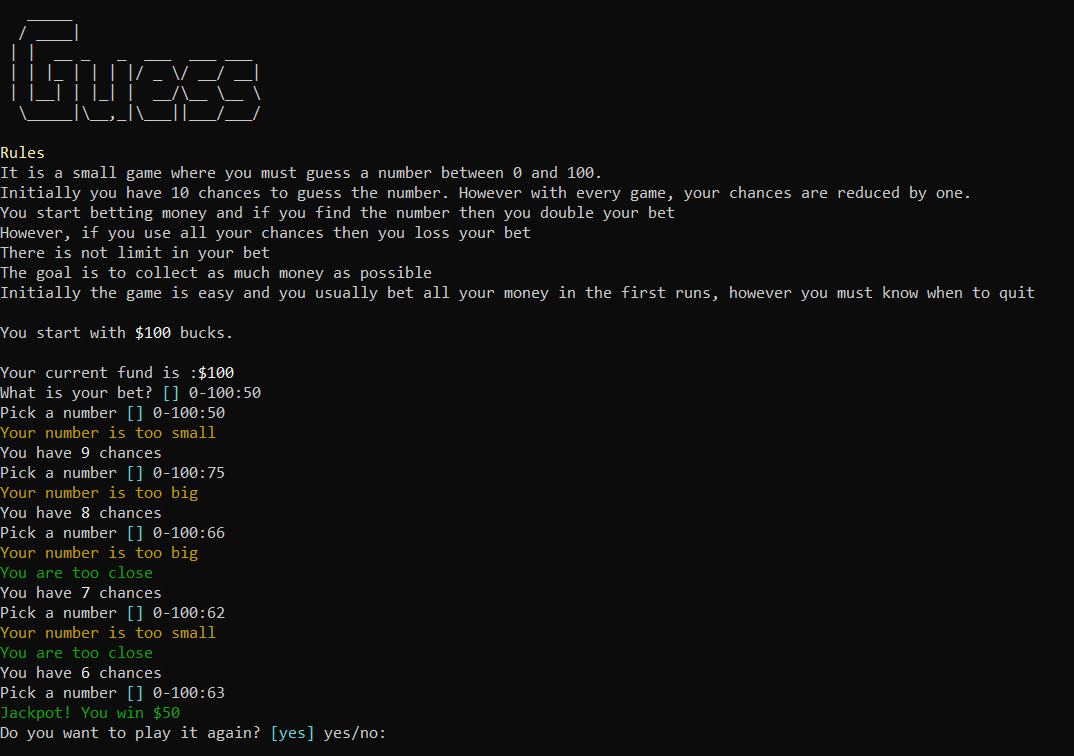 Guess
Rules
It is a small game where you must guess a number between 0 and 100.
Initially you have 10 chances to guess the number. However with every game, your chances are reduced by one.
You start betting money and if you find the number then you double your bet
However, if you use all your chances then you loss your bet
There is not limit in your bet
The goal is to collect as much money as possible
Initially the game is easy and you usually bet all your money in the first runs, however you must know when to quit
You start with $100 bucks.
Your current fund is :$100
What is your bet? [] 0-100:50
Pick a number [] 0-100:50
Your number is too small
You have 9 chances
Pick a number [] 0-100:75
Your number is too big
You have 8 chances
Pick a number [] 0-100:66
Your number is too big
You are too close
You have 7 chances
Pick a number [] 0-100:62
Your number is too small
You are too close
You have 6 chances
Pick a number [] 0-100:63
Jackpot! You win $50
Do you want to play it again? [yes] yes/no: